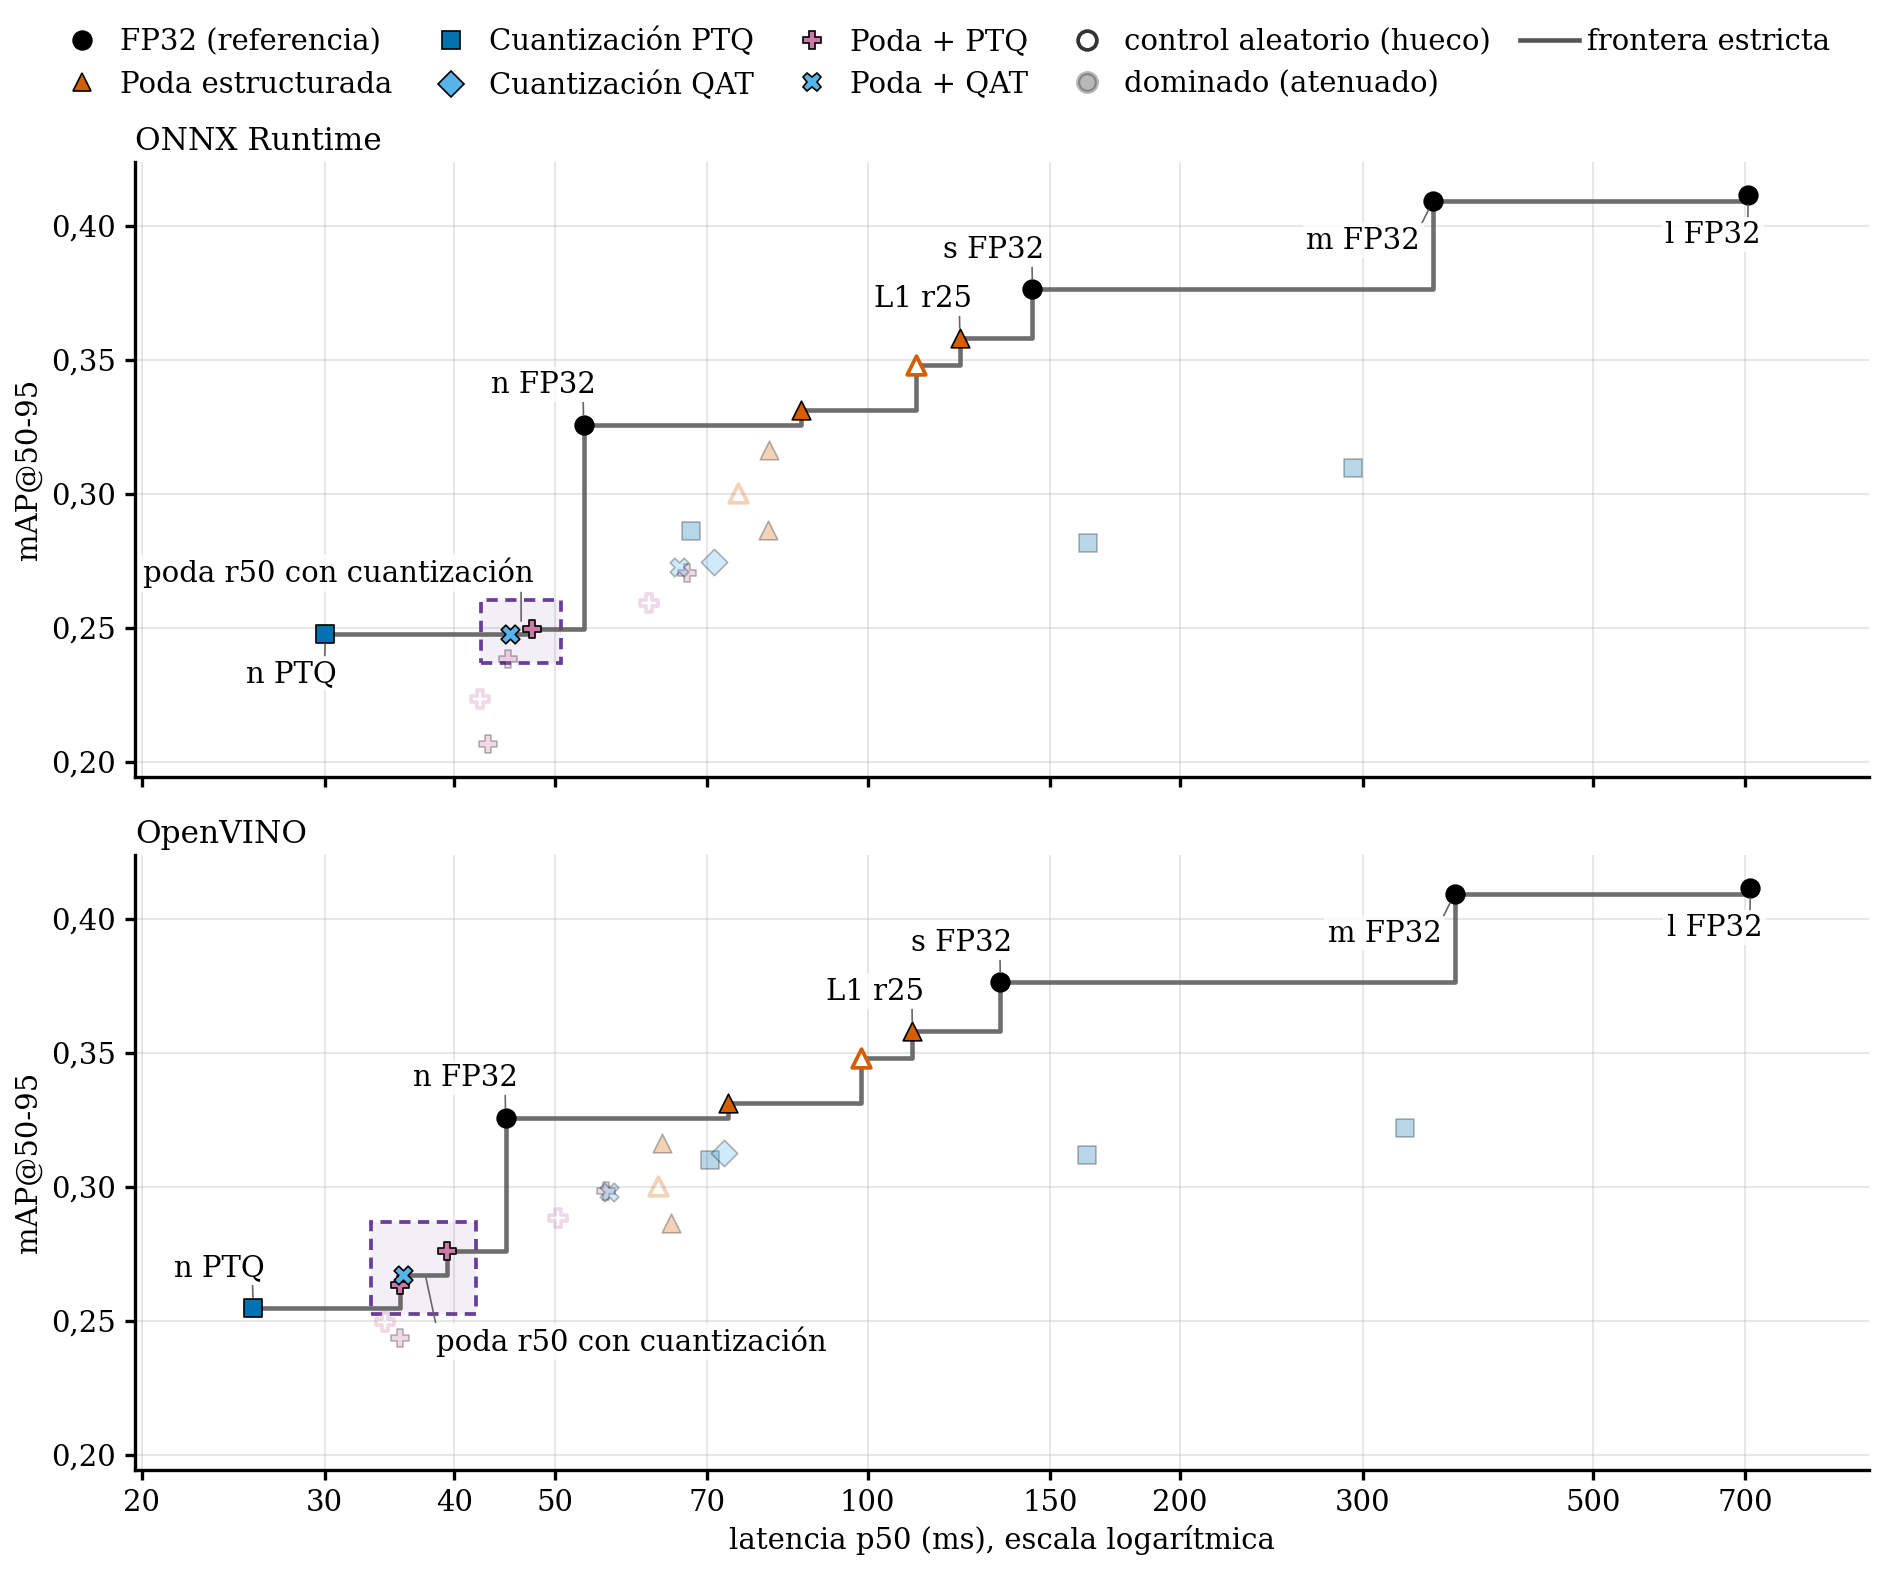 FP32 (referencia)
Cuantización PTQ
Poda + PTQ
control aleatorio (hueco)
frontera estricta
Poda estructurada
Cuantización QAT
Poda + QAT
dominado (atenuado)
ONNX Runtime
mAP@50-95
0,40
0,35
0,30
0,25
0,20
l FP32
m FP32
s FP32
L1 r25
n FP32
poda r50 con cuantización
n PTQ
OpenVINO
mAP@50-95
0,40
0,35
0,30
0,25
0,20
l FP32
m FP32
s FP32
L1 r25
n FP32
n PTQ
poda r50 con cuantización
20
30
40
50
70
100
150
200
300
500
700
latencia p50 (ms), escala logarítmica